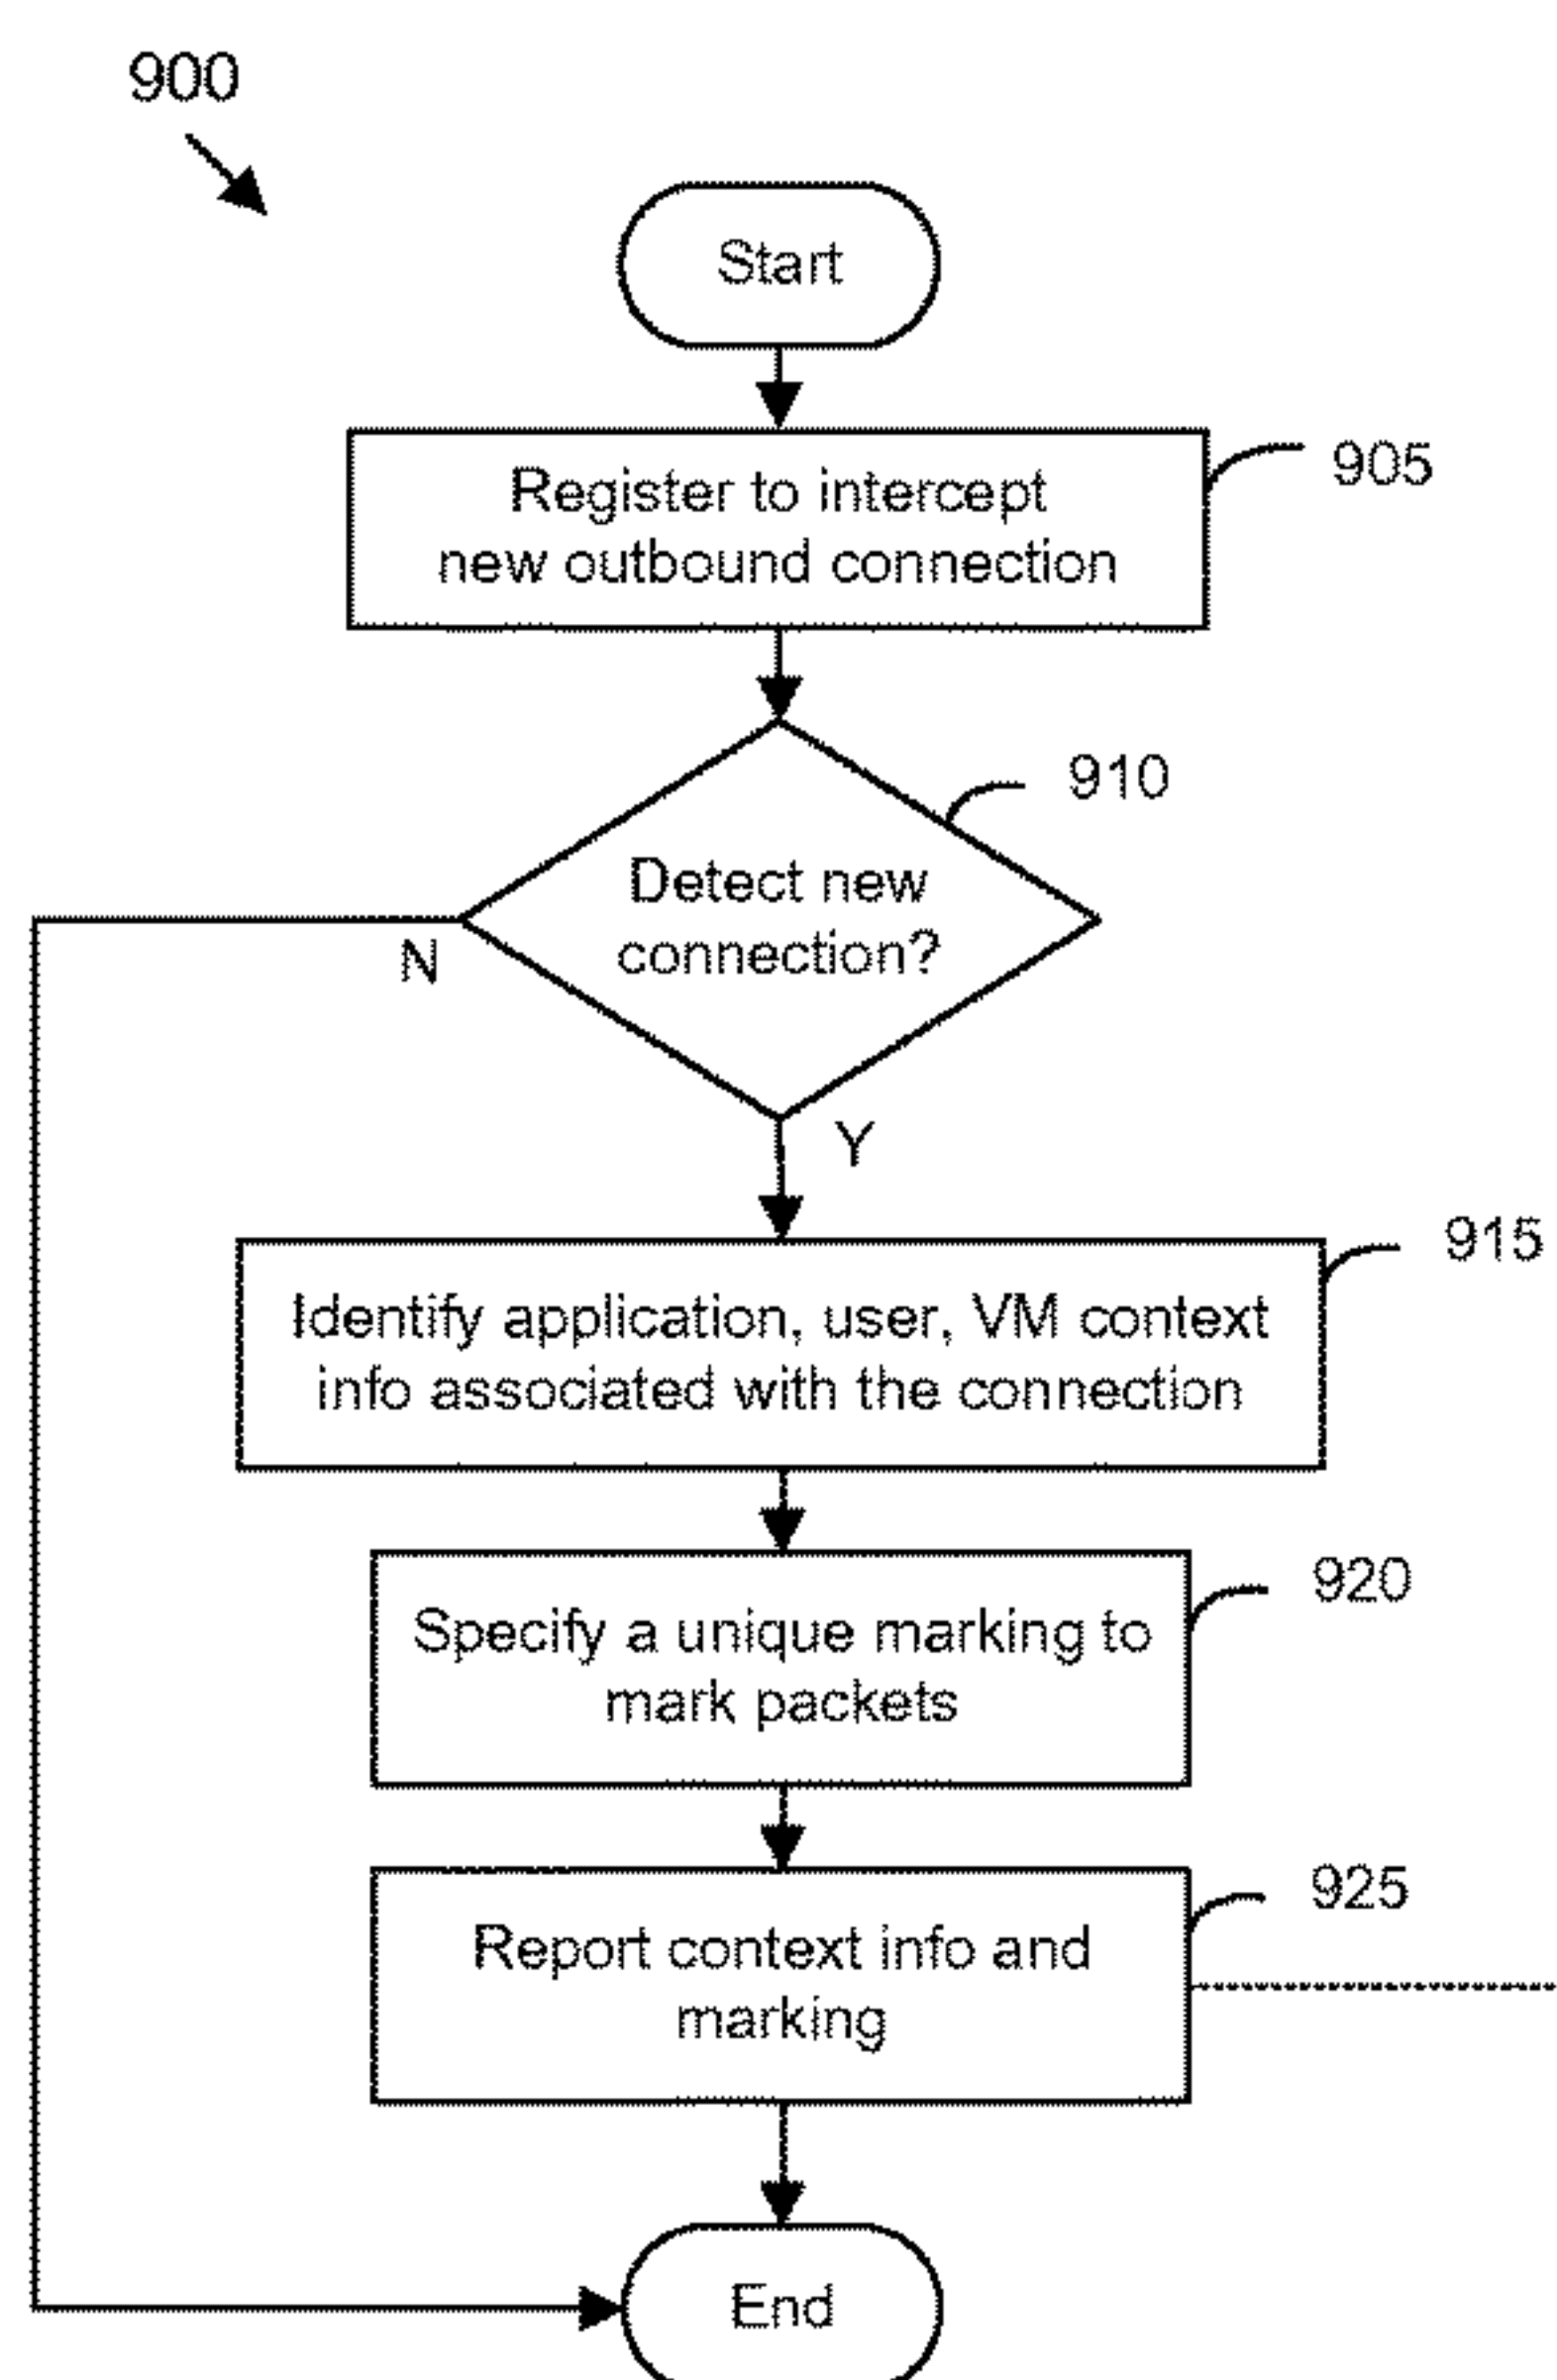 900
Start
Register to intercept
new outbound connection
905
910
Detect new
connection?
N
Y
915
Identify application, user, VM context
info associated with the connection
920
Specify a unique marking to
mark packets
925
Report context info and
marking
End